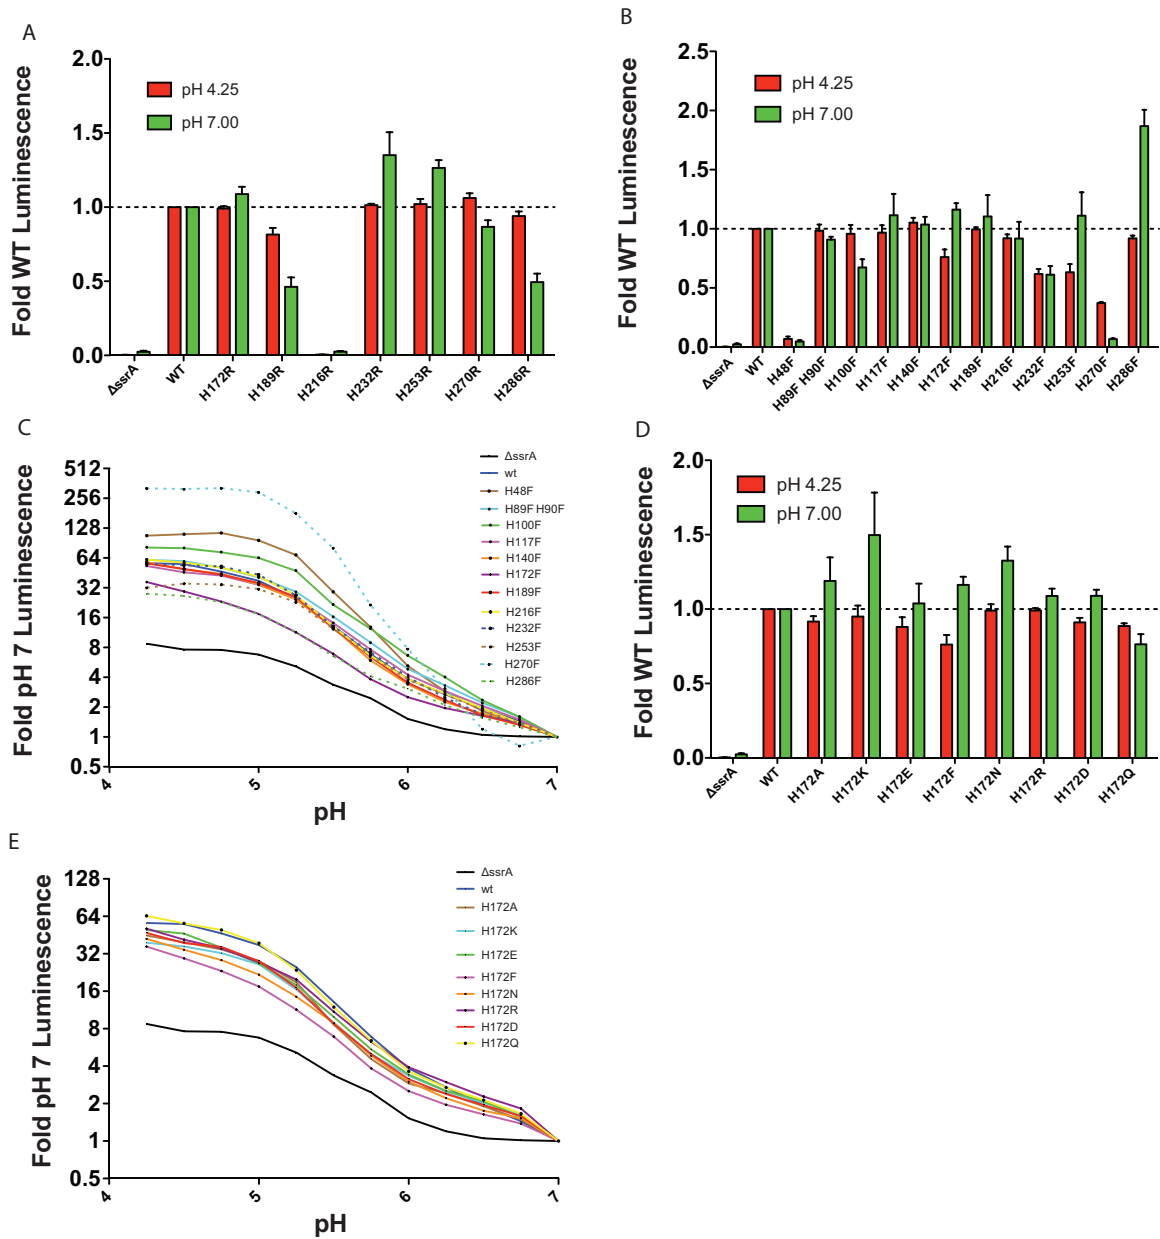 A
Fold WT Luminescence
2.0
1.5
1.0
0.5
0.0
pH 4.25
pH 7.00
ΔssrA
WT
H172R
H189R
H216R
H232R
H253R
H270R
H286R
B
Fold WT Luminescence
2.5
2.0
1.5
1.0
0.5
0.0
pH 4.25
pH 7.00
ΔssrA
WT
H48F
H89F H90F
H100F
H117F
H140F
H172F
H189F
H216F
H232F
H253F
H270F
H286F
C
Fold pH 7 Luminescence
512
256
128
64
32
16
8
4
2
1
0.5
4
5
6
7
pH
ΔssrA
wt
H48F
H89F H90F
H100F
H117F
H140F
H172F
H189F
H216F
H232F
H253F
H270F
H286F
D
Fold WT Luminescence
2.0
1.5
1.0
0.5
0.0
pH 4.25
pH 7.00
ΔssrA
WT
H172A
H172K
H172E
H172F
H172N
H172R
H172D
H172Q
E
Fold pH 7 Luminescence
128
64
32
16
8
4
2
1
0.5
4
5
6
7
pH
ΔssrA
wt
H172A
H172K
H172E
H172F
H172N
H172R
H172D
H172Q